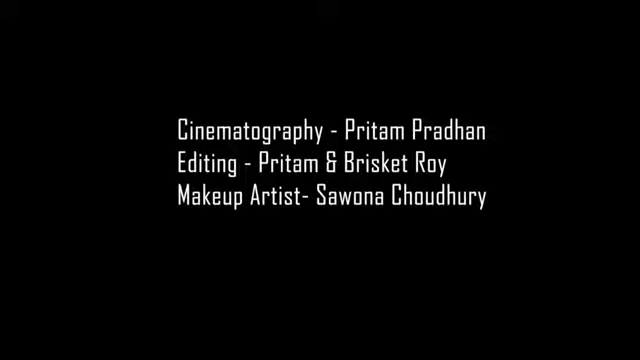 Cinematography - Pritam Pradhan
Editing - Pritam & Brisket Roy
Makeup Artist- Sawona Choudhury